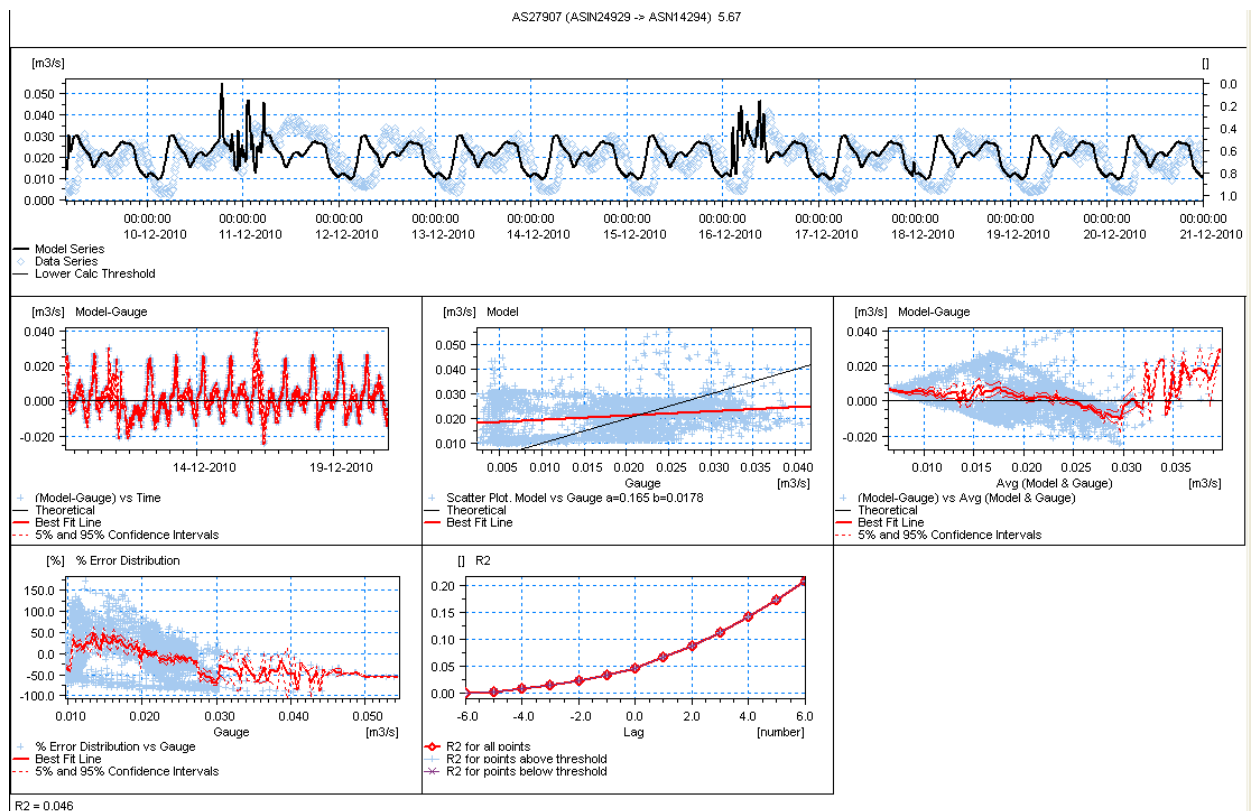 AS27907 (ASIN24929 -> ASN14294) 5.67
[m3/s] []
0.050 0.0
0.040 0.2
0.030 0.4
0.020 0.6
0.010 0.8
0.000 1.0
00:00:00 00:00:00 00:00:00 00:00:00 00:00:00 00:00:00 00:00:00 00:00:00 00:00:00 00:00:00 00:00:00 00:00:00
10-12-2010 11-12-2010 12-12-2010 13-12-2010 14-12-2010 15-12-2010 16-12-2010 17-12-2010 18-12-2010 19-12-2010 20-12-2010 21-12-2010
Model Series
Data Series
Lower Calc Threshold
[m3/s] Model-Gauge
0.040
0.020
0.000
-0.020
14-12-2010 19-12-2010
(Model-Gauge) vs Time
Theoretical
Best Fit Line
5% and 95% Confidence Intervals
[m3/s] Model
0.050
0.040
0.030
0.020
0.010
0.005 0.010 0.015 0.020 0.025 0.030 0.035 0.040
Gauge [m3/s]
Scatter Plot. Model vs Gauge a=0.165 b=0.0178
Theoretical
Best Fit Line
[m3/s] Model-Gauge
0.040
0.020
0.000
-0.020
0.010 0.015 0.020 0.025 0.030 0.035
Avg (Model & Gauge) [m3/s]
(Model-Gauge) vs Avg (Model & Gauge)
Theoretical
Best Fit Line
5% and 95% Confidence Intervals
[%] % Error Distribution
150.0
100.0
50.0
0.0
-50.0
-100.0
0.010 0.020 0.030 0.040 0.050
Gauge [m3/s]
% Error Distribution vs Gauge
Best Fit Line
5% and 95% Confidence Intervals
[] R2
0.20
0.15
0.10
0.05
0.00
-6.0 -4.0 -2.0 0.0 2.0 4.0 6.0
Lag [number]
R2 for all points
R2 for points above threshold
R2 for points below threshold
R2 = 0.046